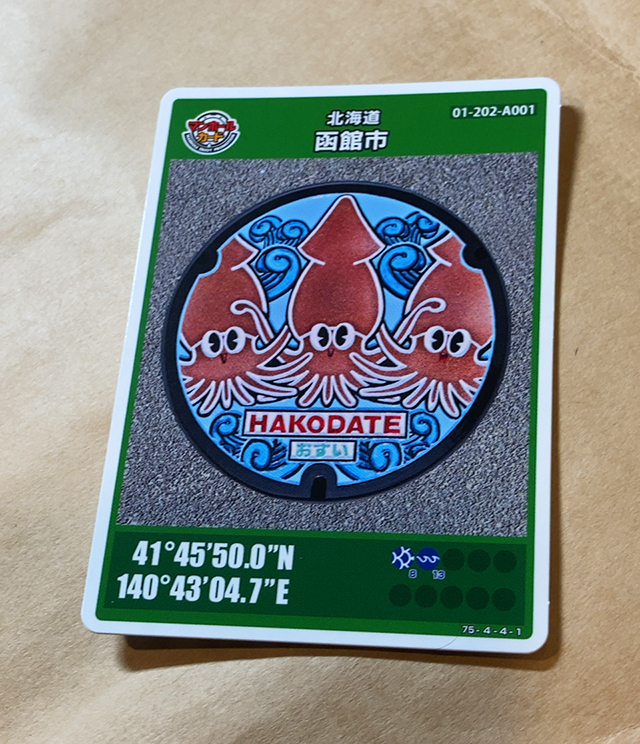 マンホール
カード
北海道
函館市
01-202-A001
HAKODATE
おすい
41°45'50.0"N
140°43'04.7"E
8 13
75-4-4-1